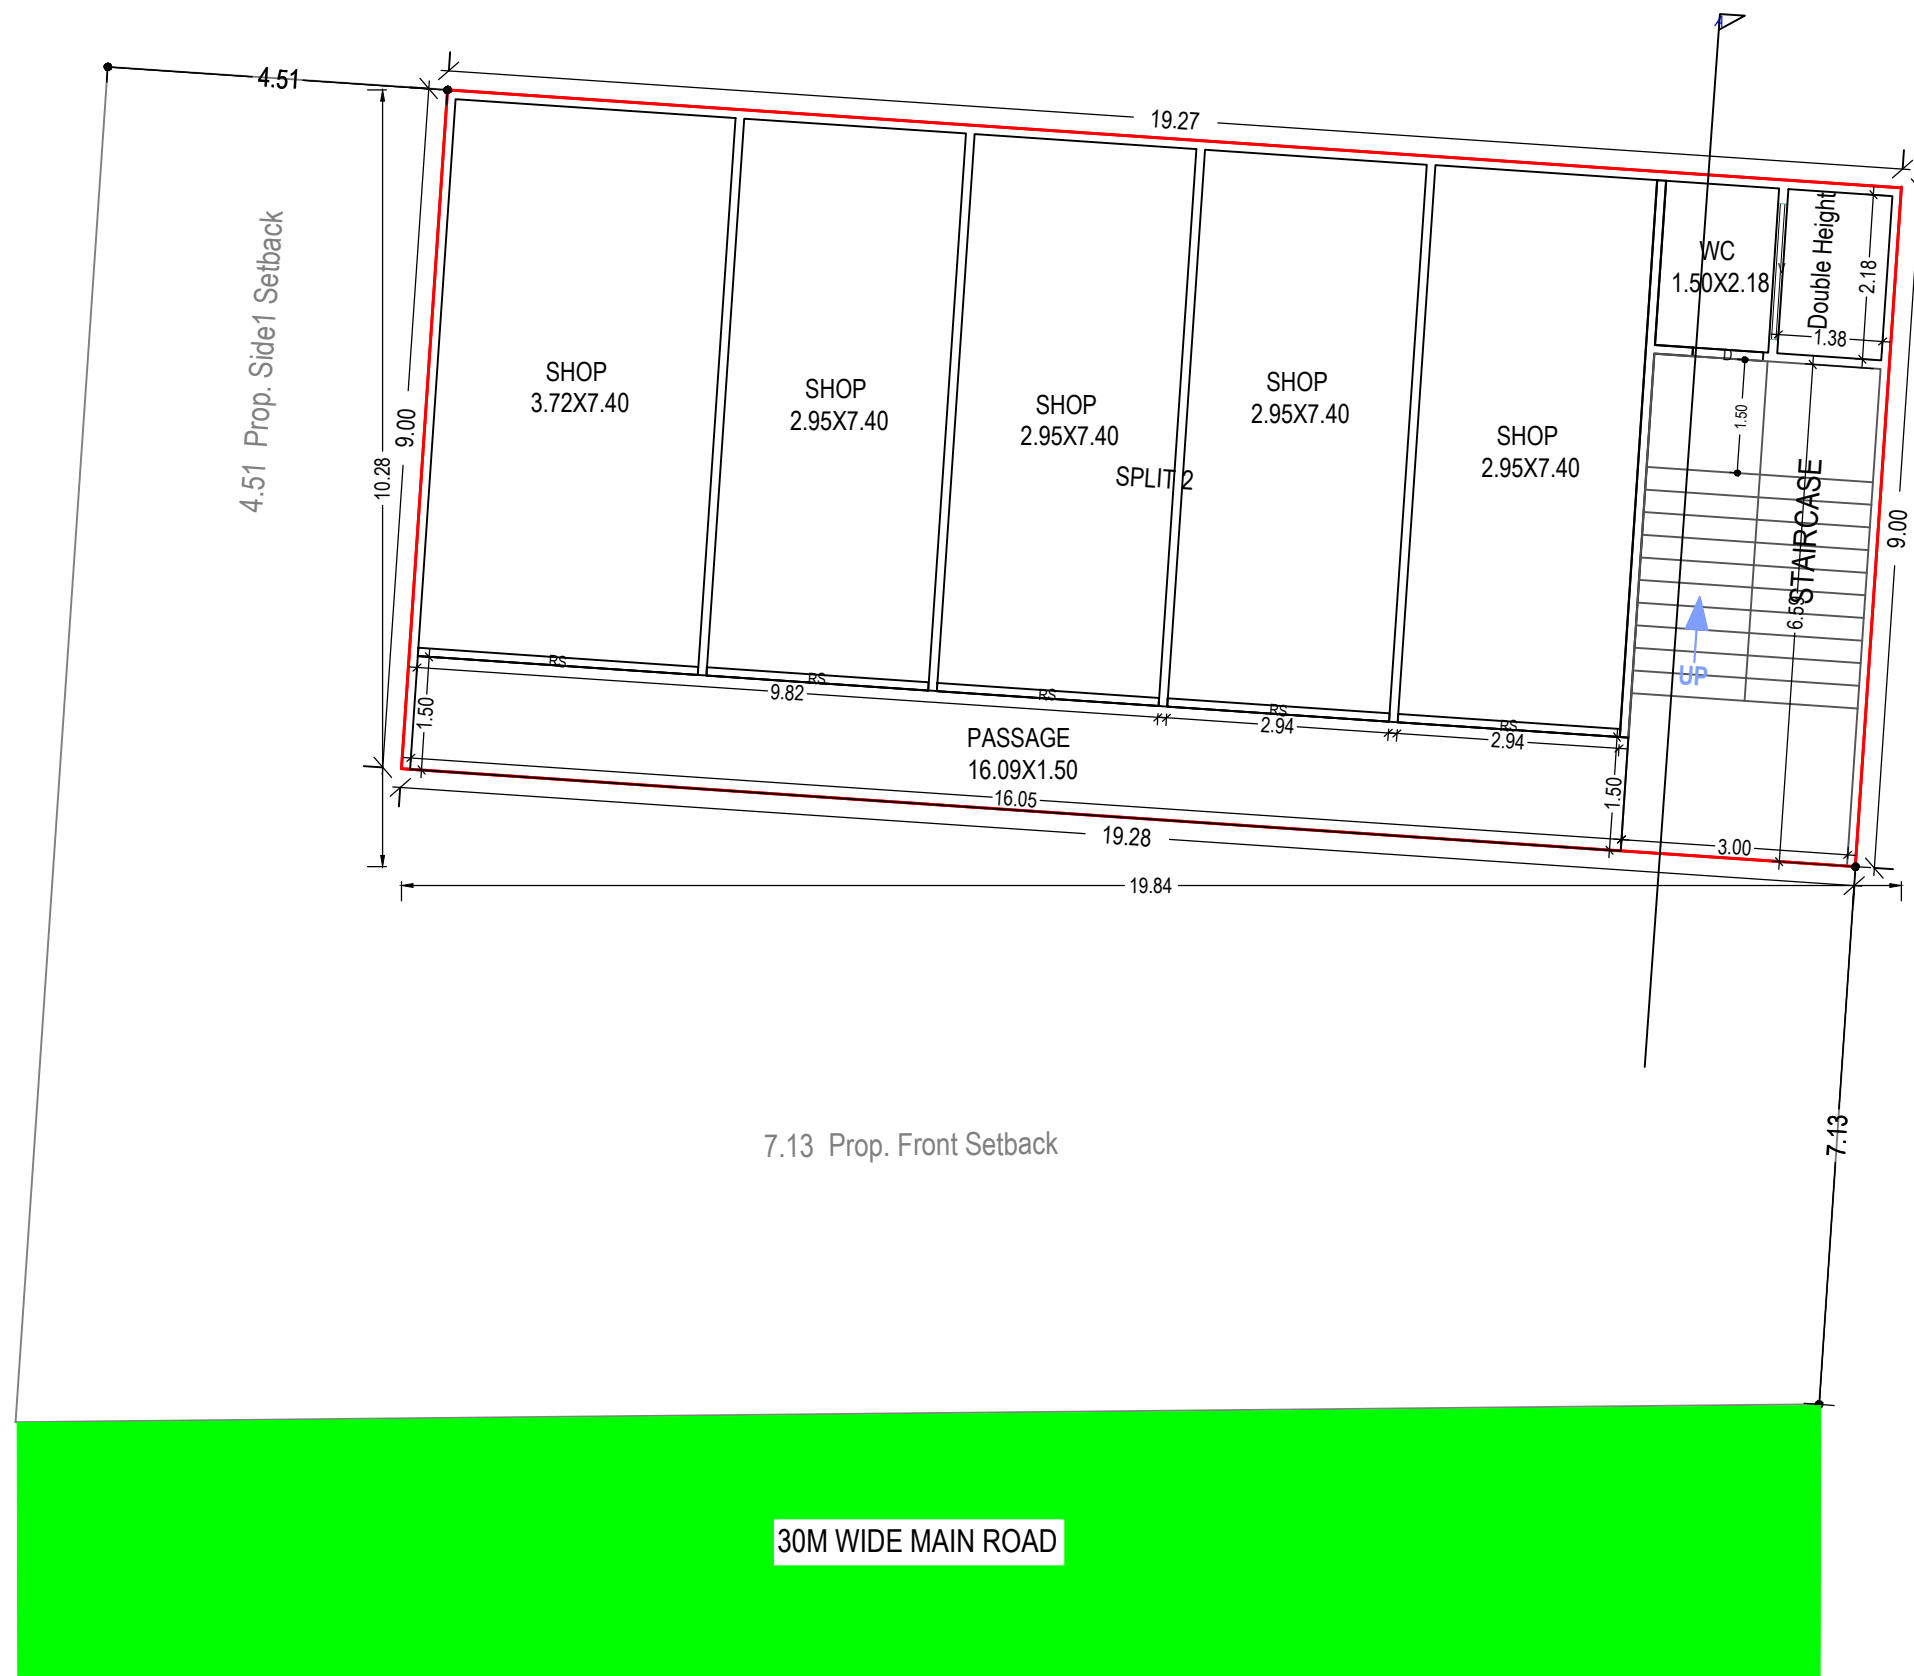 A
4.51
19.27
4.51 Prop. Side1 Setback
10.28
9.00
SHOP
3.72X7.40
SHOP
2.95X7.40
SHOP
2.95X7.40
SHOP
2.95X7.40
SHOP
2.95X7.40
SPLIT 2
WC
1.50X2.18
Double Height
2.18
1.38
D
1.50
STAIRCASE
6.59
UP
9.00
RS
RS
RS
RS
RS
9.82
2.94
2.94
1.50
PASSAGE
16.09X1.50
1.50
16.05
3.00
19.28
19.84
7.13 Prop. Front Setback
7.13
30M WIDE MAIN ROAD